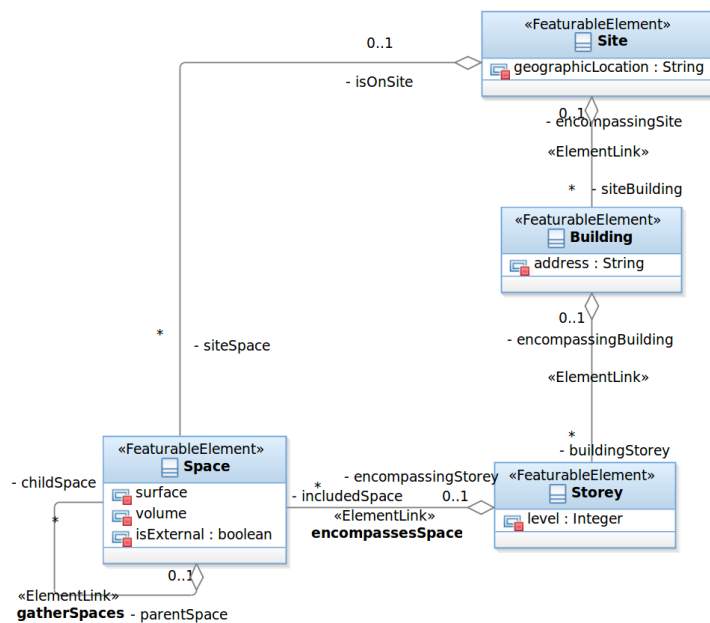 «FeaturableElement»
Site
geographicLocation : String
0..1
- isOnSite
0..1
- encompassingSite
«ElementLink»
* - siteBuilding
«FeaturableElement»
Building
address : String
0..1
- encompassingBuilding
«ElementLink»
*
- buildingStorey
*
- siteSpace
«FeaturableElement»
Space
surface
volume
isExternal : boolean
- childSpace
*
0..1
«ElementLink»
gatherSpaces
- parentSpace
- encompassingStorey
*
- includedSpace
0..1
«ElementLink»
encompassesSpace
«FeaturableElement»
Storey
level : Integer